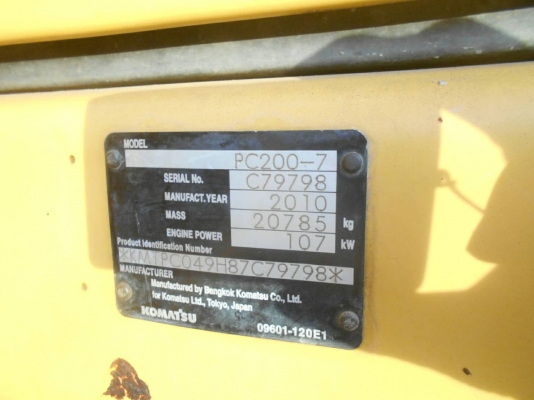 MODEL
PC200-7
SERIAL No. C79798
MANUFACT. YEAR 2010
MASS 20785 kg
ENGINE POWER 107 kW
Product Identification Number
*KMTPC049H87C79798*
MANUFACTURER
Manufactured by Bangkok Komatsu Co., Ltd.
for Komatsu Ltd., Tokyo, Japan
KOMATSU
09601-120E1